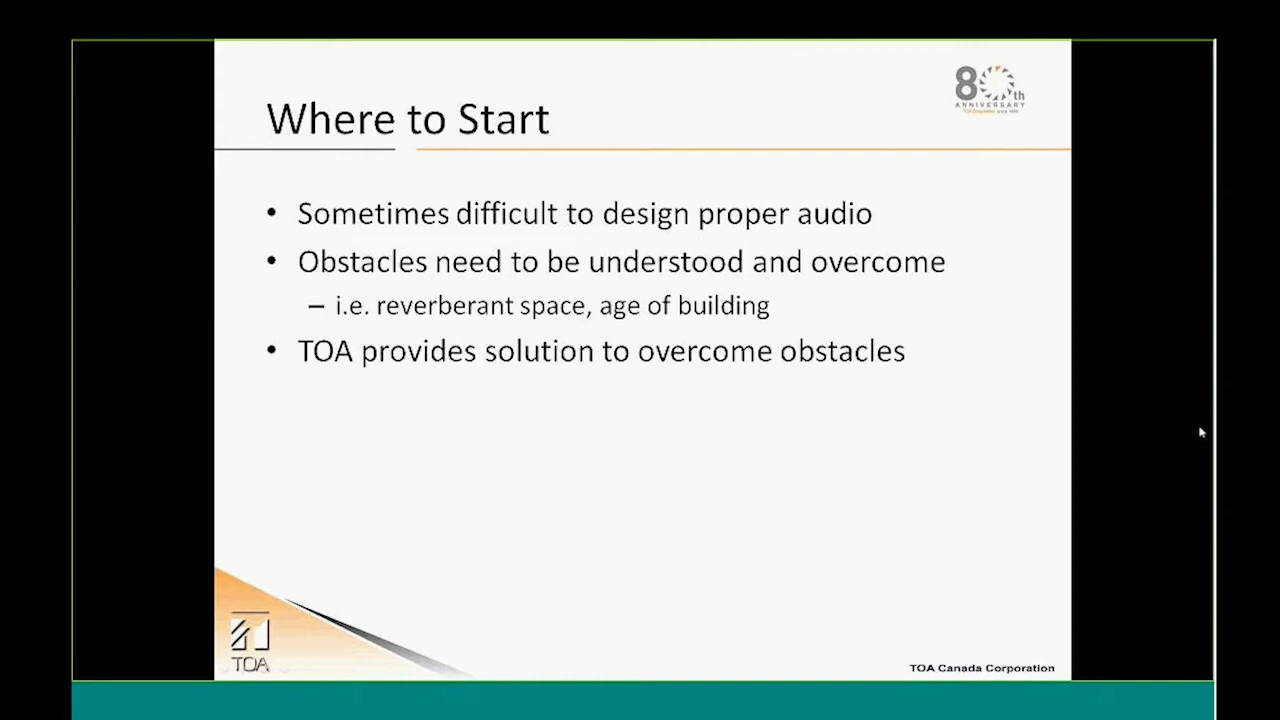 80th
ANNIVERSARY
Where to Start
• Sometimes difficult to design proper audio
• Obstacles need to be understood and overcome
– i.e. reverberant space, age of building
• TOA provides solution to overcome obstacles
TOA
TOA Canada Corporation